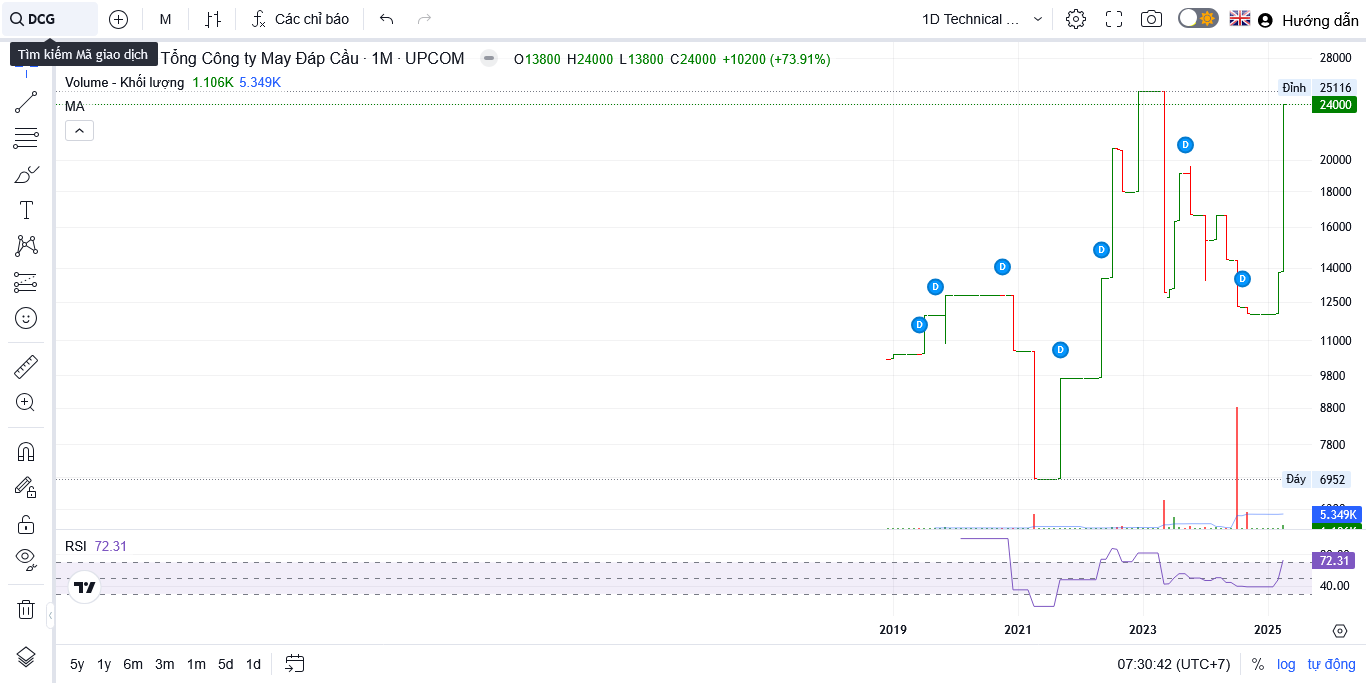 DCG
M
Các chỉ báo
1D Technical ...
Hướng dẫn
Tìm kiếm Mã giao dịch
Tổng Công ty May Đáp Cầu · 1M · UPCOM
O13800 H24000 L13800 C24000 +10200 (+73.91%)
Volume - Khối lượng 1.106K 5.349K
MA
28000
Đỉnh 25116
24000
20000
18000
16000
14000
12500
11000
9800
8800
7800
Đáy 6952
5.349K
D
D
D
D
D
D
D
RSI 72.31
72.31
40.00
2019 2021 2023 2025
5y 1y 6m 3m 1m 5d 1d
07:30:42 (UTC+7) % log tự động